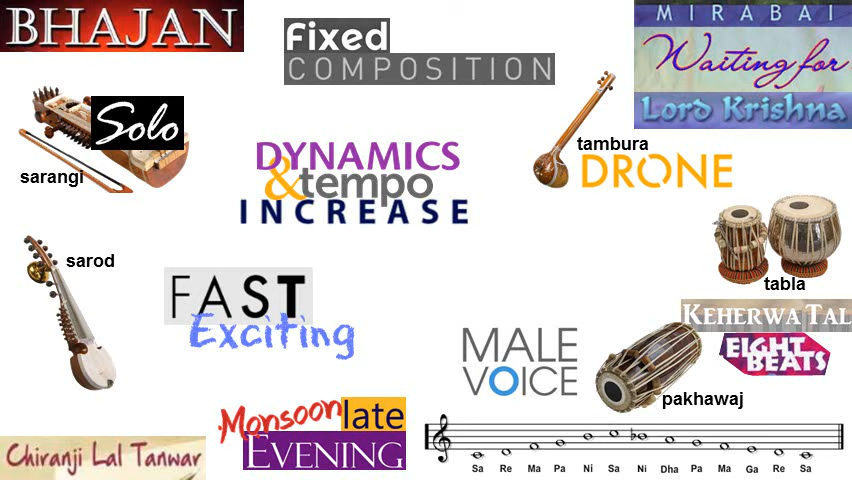 BHAJAN
Fixed
COMPOSITION
MIRABAI
Waiting for
Lord Krishna
Solo
sarangi
tambura
DRONE
DYNAMICS
& tempo
INCREASE
sarod
tabla
FAST
Exciting
KEHERWA TAL
EIGHT
BEATS
MALE
VOICE
pakhawaj
Monsoon late
EVENING
Chiranji Lal Tanwar
Sa Re Ma Pa Ni Sa Ni Dha Pa Ma Ga Re Sa